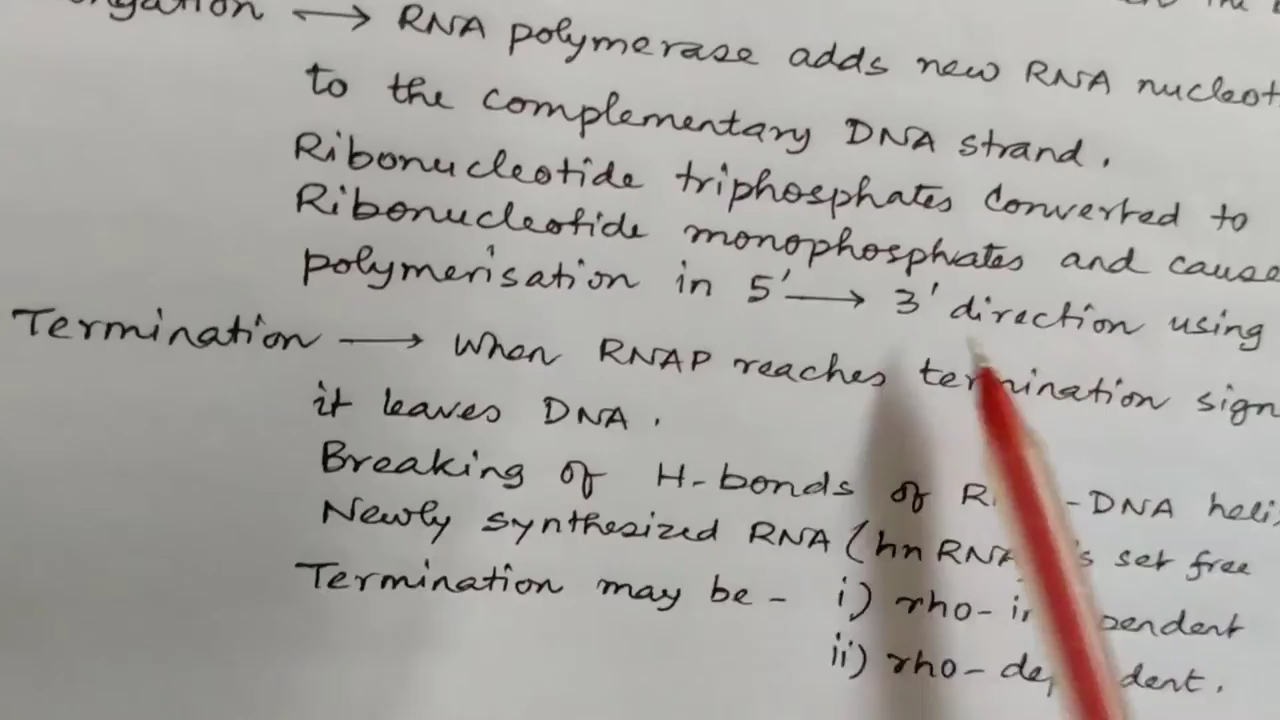 ⟶ RNA polymerase adds new RNA
to the complementary DNA strand.
Ribonucleotide triphosphates converted to
Ribonucleotide monophosphates and cause
polymerisation in 5' ⟶ 3' direction using
Termination ⟶ when RNAP reaches termination
it leaves DNA.
Breaking of H-bonds of -DNA
Newly synthesized RNA (hnRNA is set free
Termination may be - i) rho-
ii) rho-